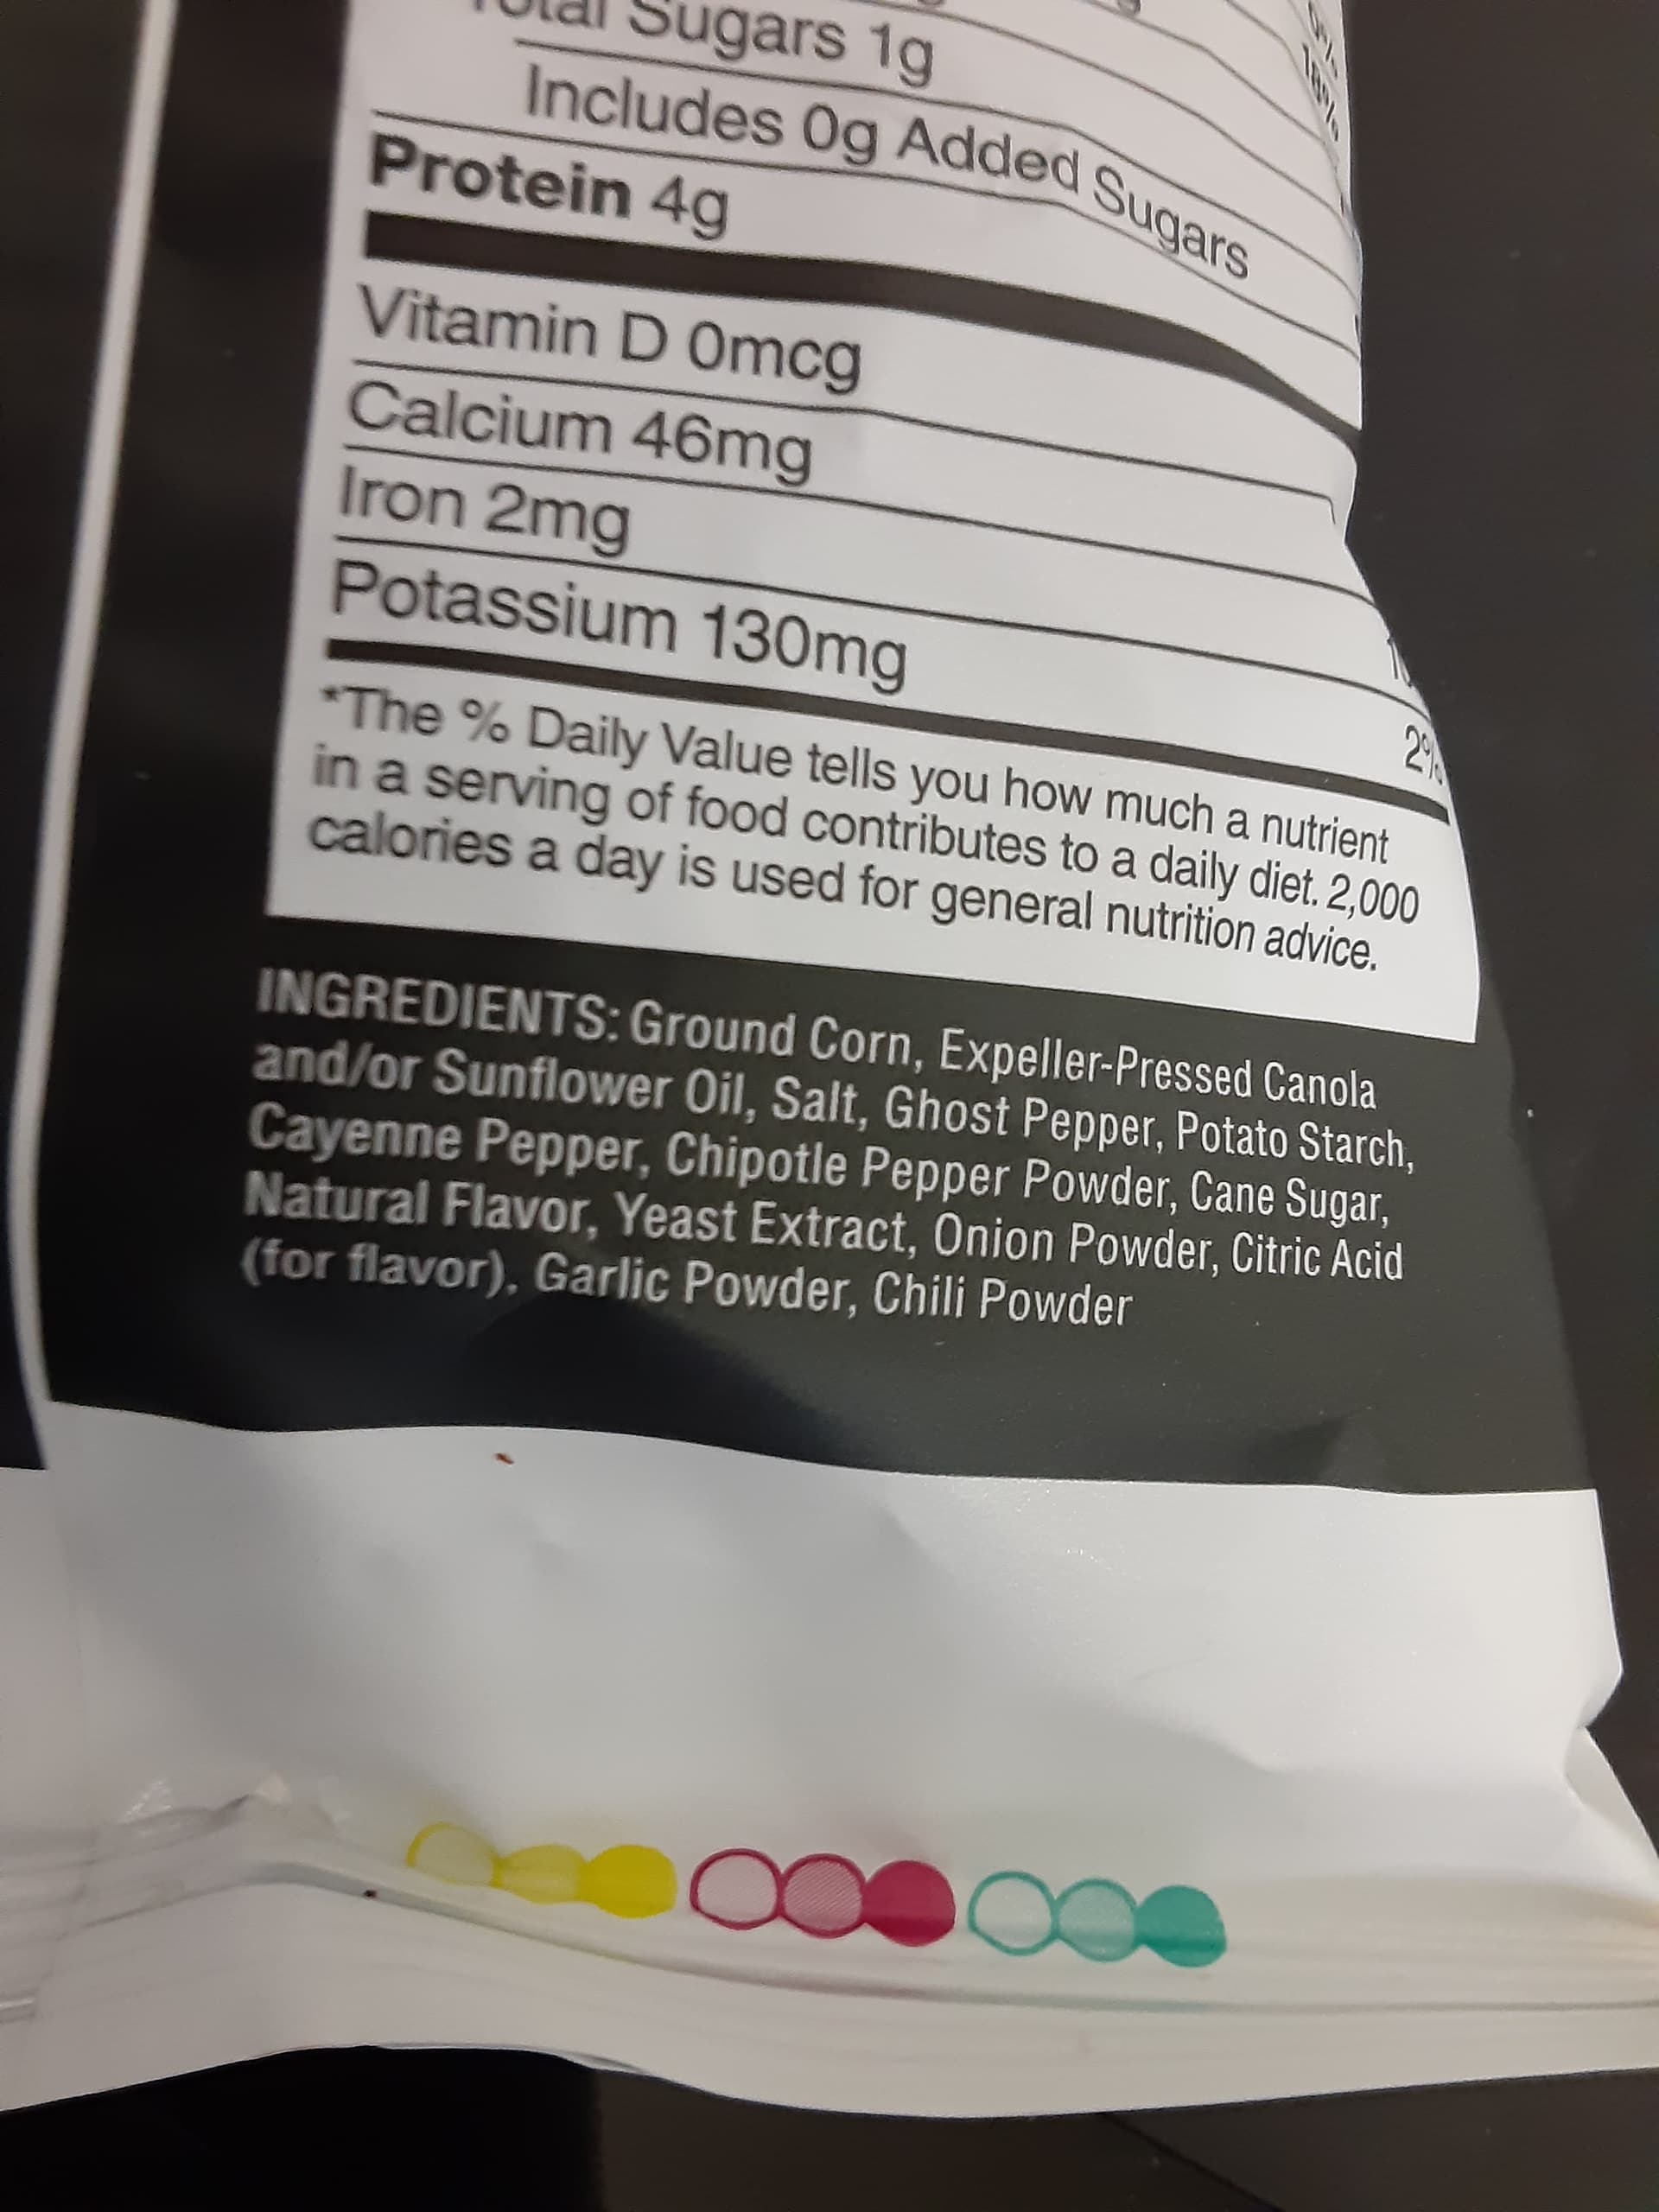 Total Sugars 1g
Includes 0g Added Sugars
Protein 4g
Vitamin D 0mcg
Calcium 46mg
Iron 2mg
Potassium 130mg 2%
*The % Daily Value tells you how much a nutrient
in a serving of food contributes to a daily diet. 2,000
calories a day is used for general nutrition advice.
INGREDIENTS: Ground Corn, Expeller-Pressed Canola
and/or Sunflower Oil, Salt, Ghost Pepper, Potato Starch,
Cayenne Pepper, Chipotle Pepper Powder, Cane Sugar,
Natural Flavor, Yeast Extract, Onion Powder, Citric Acid
(for flavor), Garlic Powder, Chili Powder